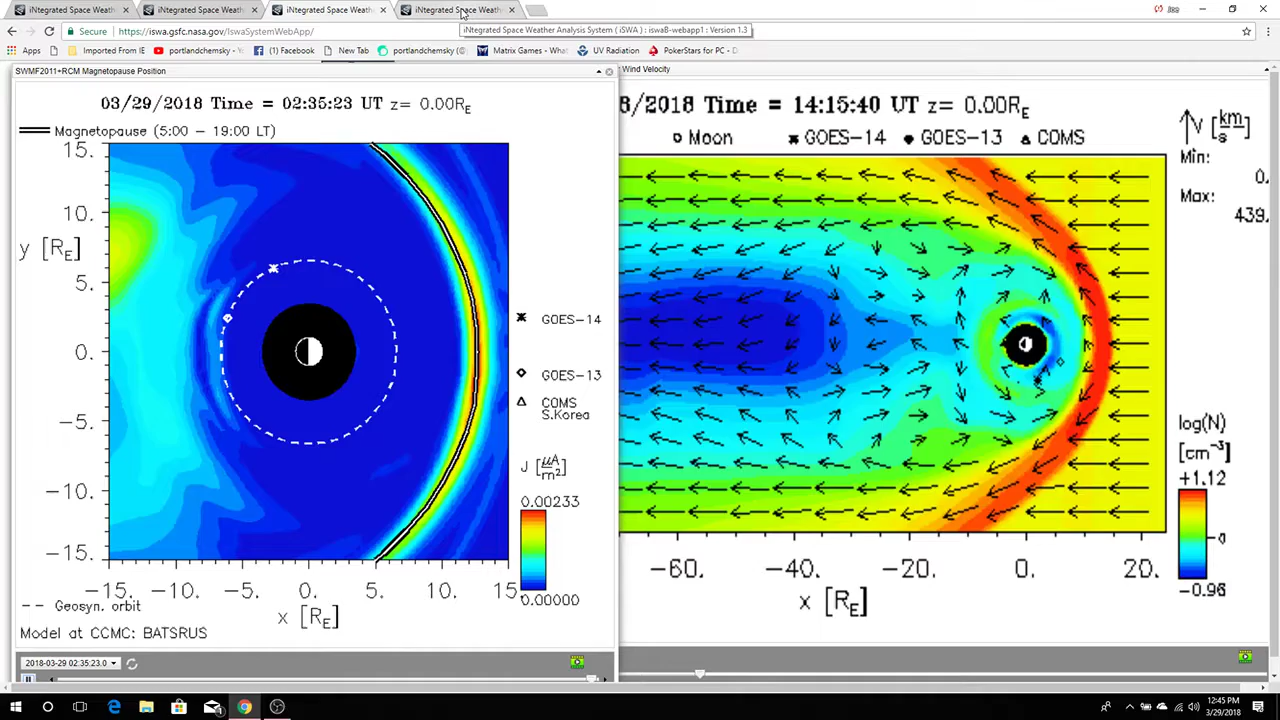 iNtegrated Space Weath
iNtegrated Space Weath
iNtegrated Space Weath
iNtegrated Space Weath
Secure
https://iswa.gsfc.nasa.gov/IswaSystemWebApp/
iNtegrated Space Weather Analysis System ( iSWA ) : iswaB-webapp1 : Version 1.3
Apps
Imported From IE
portlandchemsky
(1) Facebook
New Tab
portlandchemsky (@
Matrix Games - What
UV Radiation
PokerStars for PC - D
SWMF2011+RCM Magnetopause Position
Wind Velocity
03/29/2018 Time = 02:35:23 UT z= 0.00RE
Magnetopause (5:00 – 19:00 LT)
15.
10.
y [RE]
5.
0.
−5.
−10.
−15.
−15. −10. −5. 0. 5. 10. 15.
x [RE]
-- Geosyn. orbit
Model at CCMC: BATSRUS
GOES-14
GOES-13
COMS
S.Korea
J [µA/m2]
0.00233
0.00000
2018-03-29 02:35:23.0
8/2018 Time = 14:15:40 UT z= 0.00RE
Moon GOES-14 GOES-13 COMS
V [km/s]
Min:
0.
Max:
439.
log(N)
[cm−3]
+1.12
0
−0.96
−60. −40. −20. 0. 20.
x [RE]
12:45 PM
3/29/2018